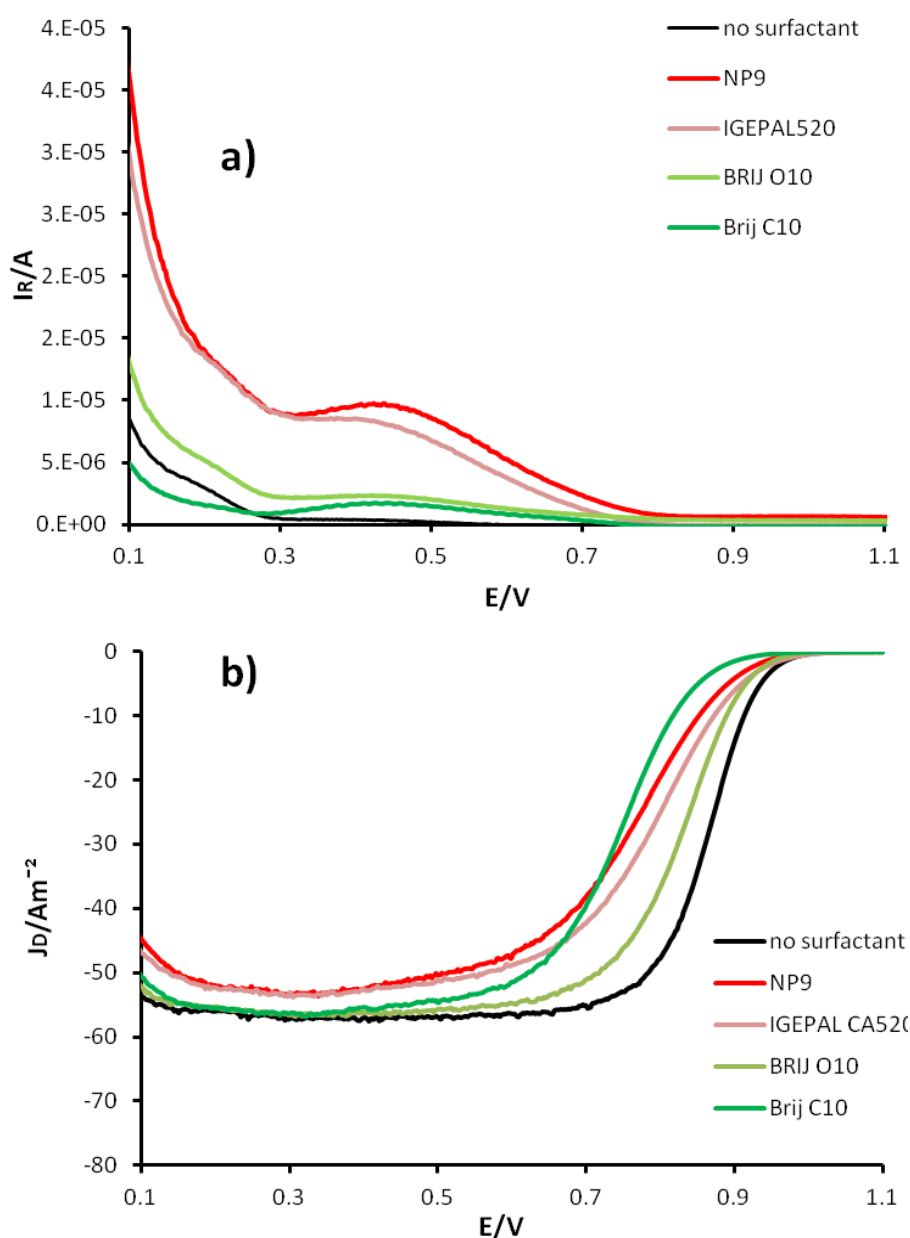 4.E-05
4.E-05
3.E-05
3.E-05
2.E-05
2.E-05
1.E-05
5.E-06
0.E+00
IR/A
a)
no surfactant
NP9
IGEPAL520
BRIJ O10
Brij C10
0.1 0.3 0.5 0.7 0.9 1.1
E/V
0
-10
-20
-30
-40
-50
-60
-70
-80
JD/Am⁻²
b)
no surfactant
NP9
IGEPAL CA520
BRIJ O10
Brij C10
0.1 0.3 0.5 0.7 0.9 1.1
E/V